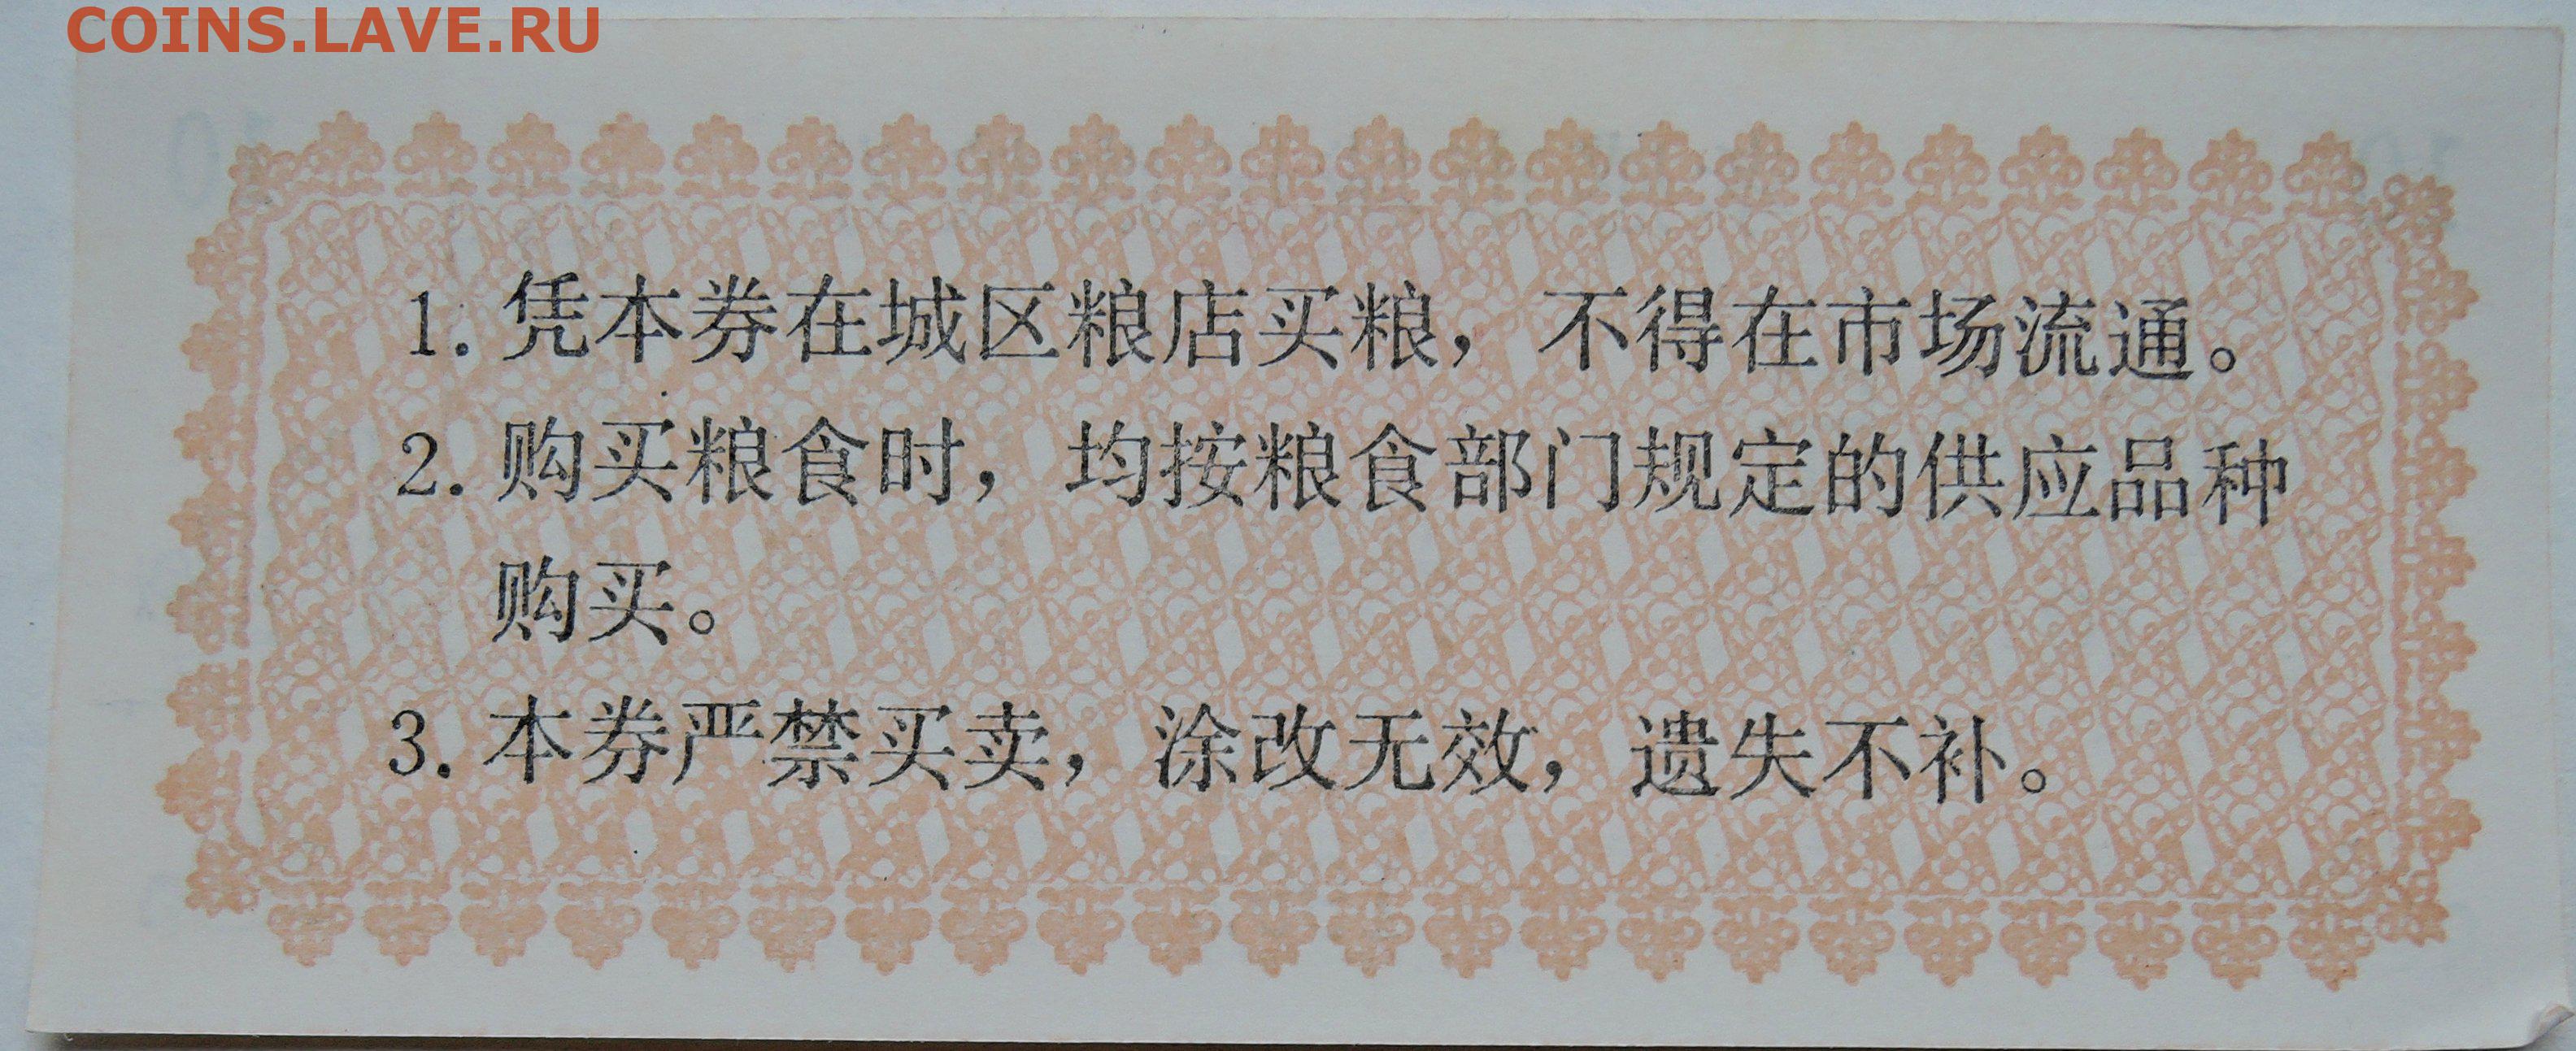 COINS.LAVE.RU
1. 凭本券在城区粮店买粮，不得在市场流通。
2. 购买粮食时，均按粮食部门规定的供应品种
购买。
3. 本券严禁买卖，涂改无效，遗失不补。